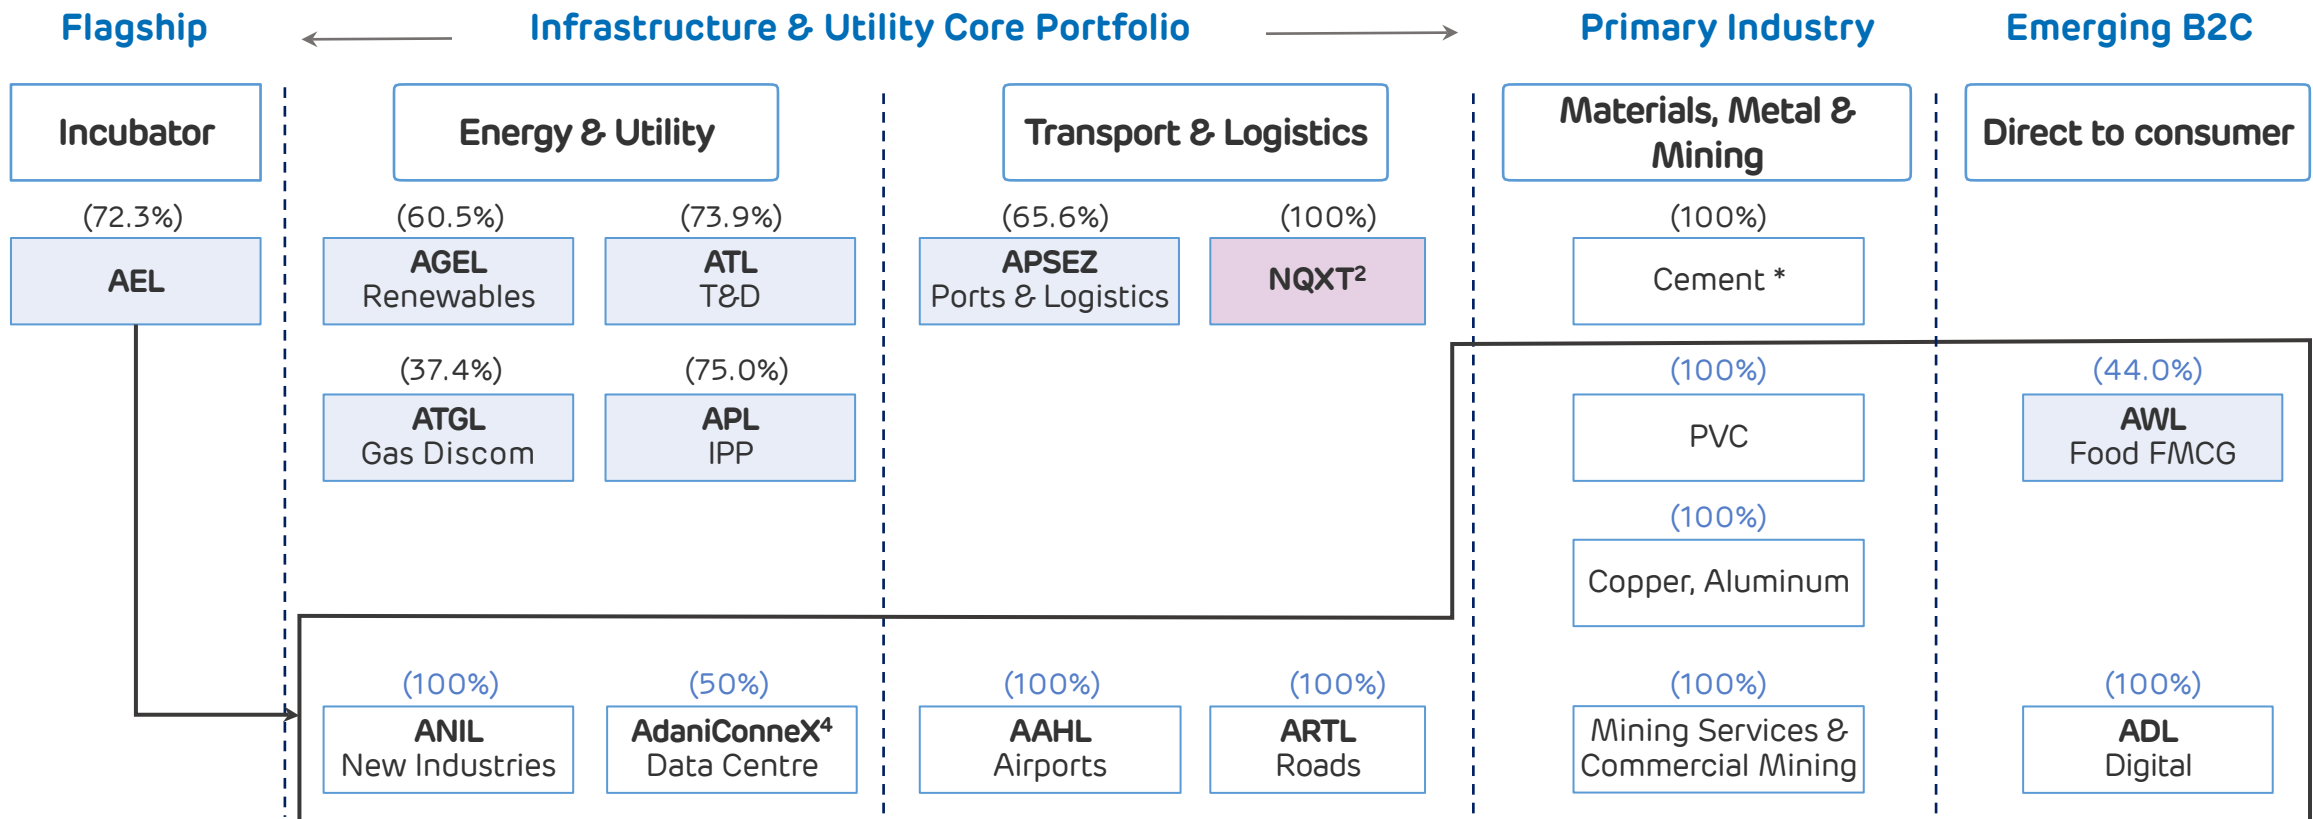 Flagship
Infrastructure & Utility Core Portfolio
Primary Industry
Emerging B2C
Incubator
Energy & Utility
Transport & Logistics
Materials, Metal &
Mining
Direct to consumer
(72.3%)
(60.5%)
(73.9%)
(65.6%)
(100%)
(100%)
AEL
AGEL
Renewables
ATL
T&D
APSEZ
Ports & Logistics
NQXT²
Cement *
(37.4%)
(75.0%)
(100%)
(44.0%)
ATGL
Gas Discom
APL
IPP
PVC
AWL
Food FMCG
(100%)
Copper, Aluminum
(100%)
(50%)
(100%)
(100%)
(100%)
(100%)
ANIL
New Industries
AdaniConneX⁴
Data Centre
AAHL
Airports
ARTL
Roads
Mining Services &
Commercial Mining
ADL
Digital